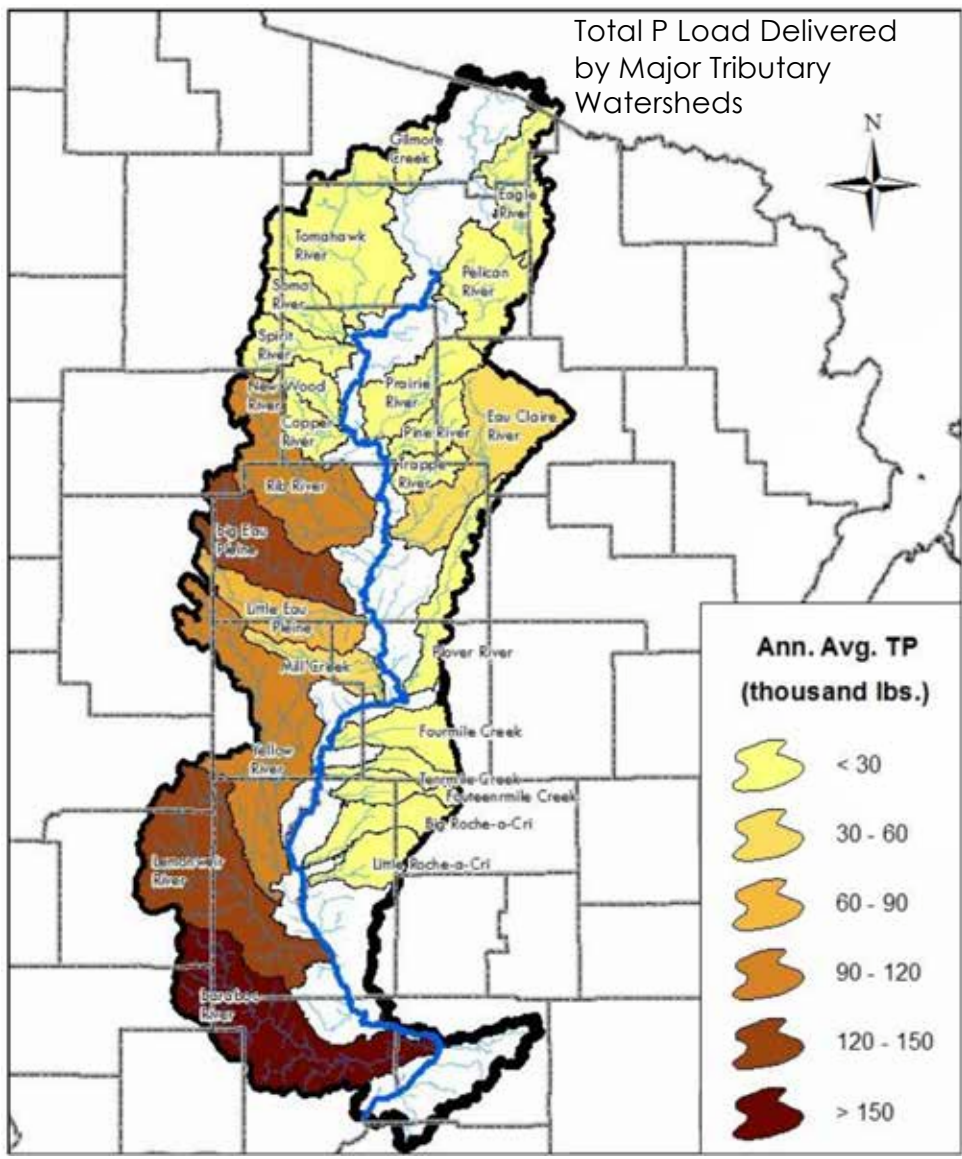 Total P Load Delivered
by Major Tributary
Watersheds
N
Gilmore
Creek
Eagle
River
Tomahawk
River
Pelican
River
Somo
River
Spirit
River
New Wood
River
Prairie
River
Copper
River
Pine River
Eau Claire
River
Trappe
River
Rib River
Big Eau
Pleine
Little Eau
Pleine
Mill Creek
Plover River
Fourmile Creek
Yellow
River
Tenmile Creek
Fouteenrmile Creek
Big Roche-a-Cri
Little Roche-a-Cri
Lemonweir
River
Baraboo
River
Ann. Avg. TP
(thousand lbs.)
< 30
30 - 60
60 - 90
90 - 120
120 - 150
> 150